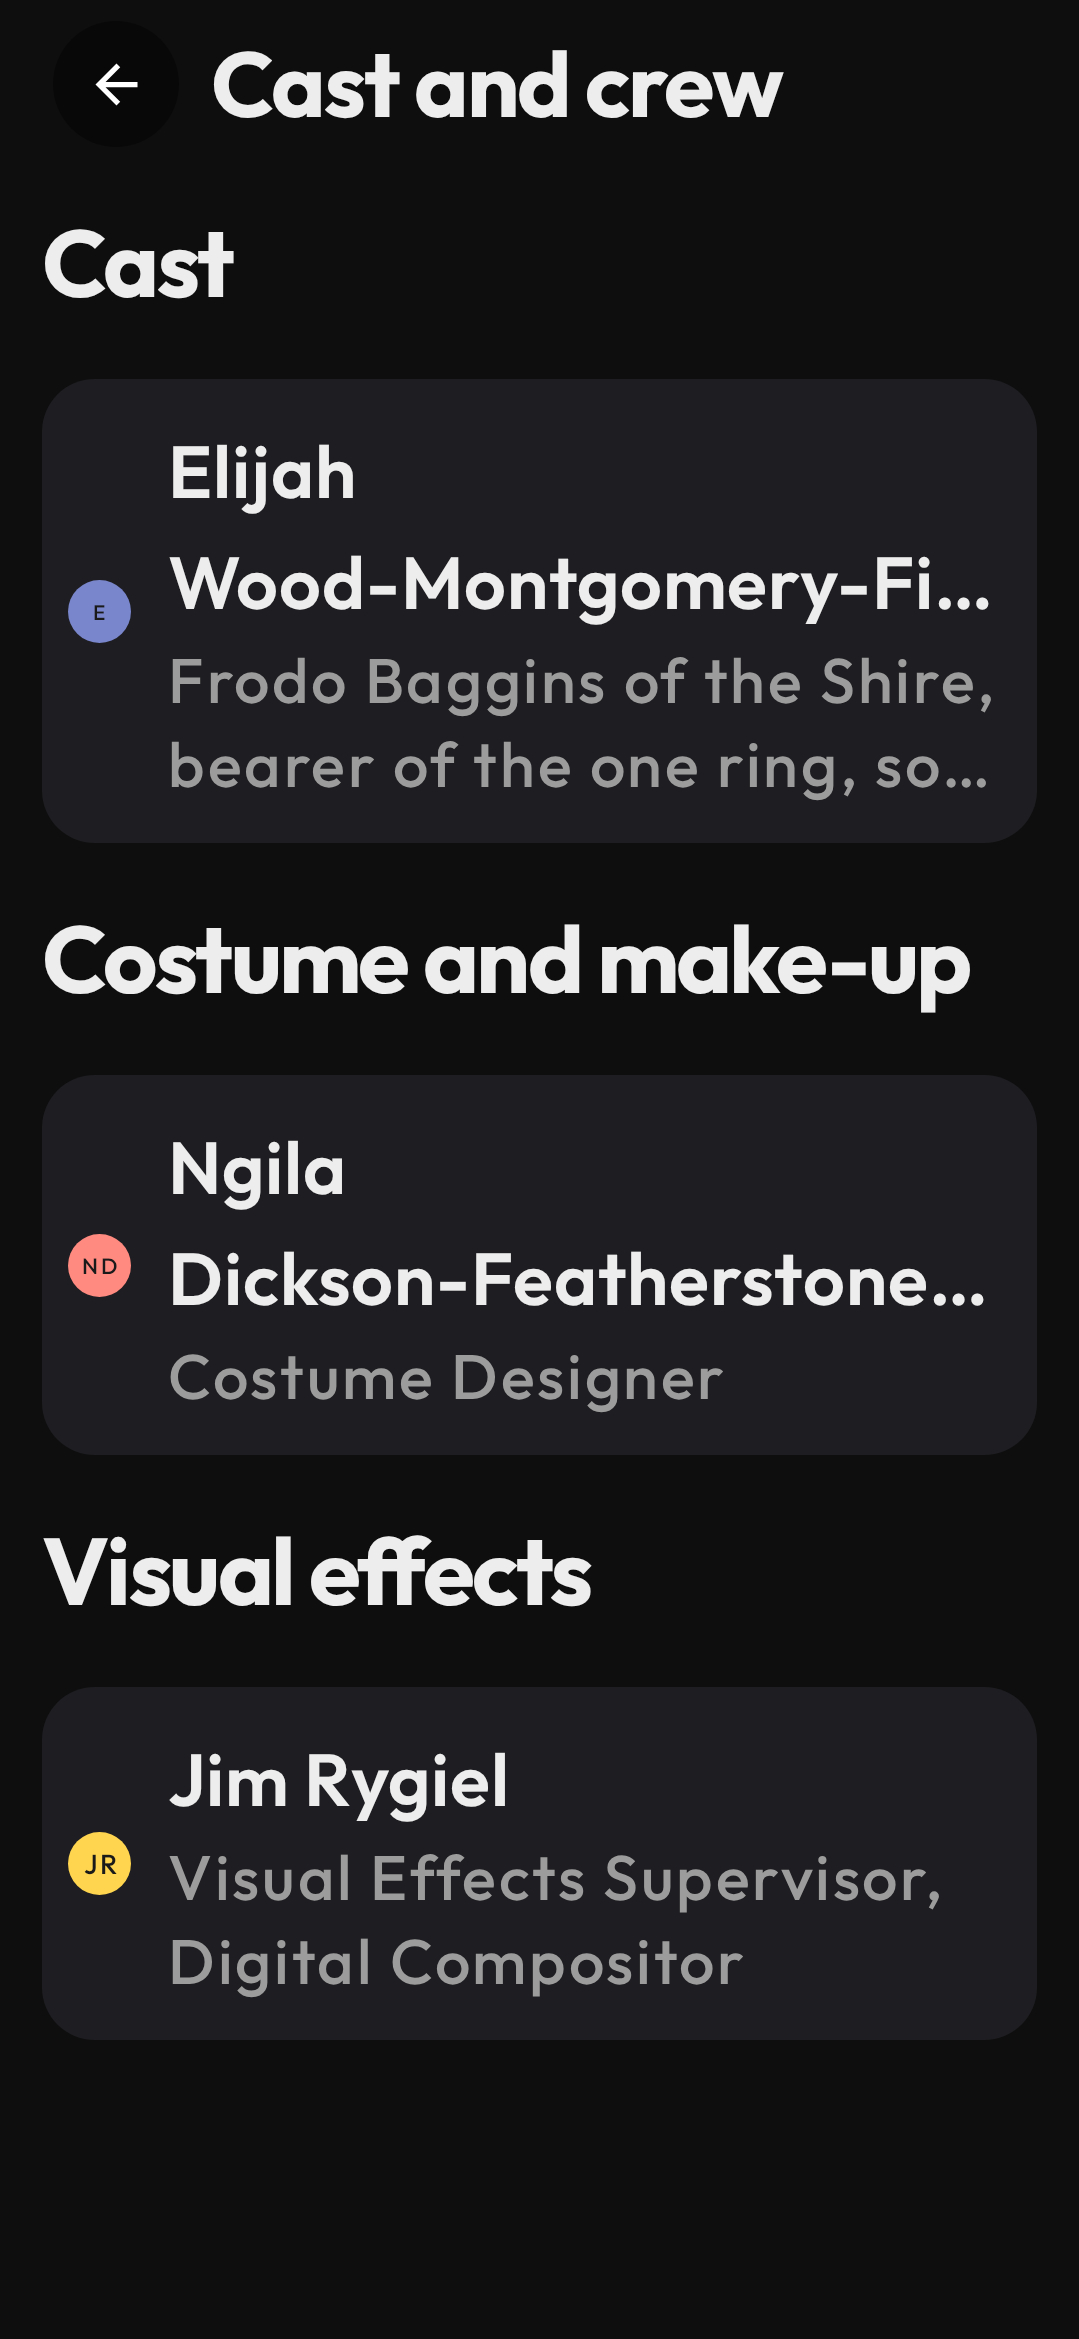 Cast and crew
Cast
Elijah
Wood-Montgomery-Fi...
E
Frodo Baggins of the Shire,
bearer of the one ring, so...
Costume and make-up
Ngila
Dickson-Featherstone...
ND
Costume Designer
Visual effects
Jim Rygiel
JR
Visual Effects Supervisor,
Digital Compositor